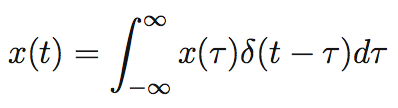 x(t) = ∫_{-∞}^{∞} x(τ)δ(t − τ)dτ